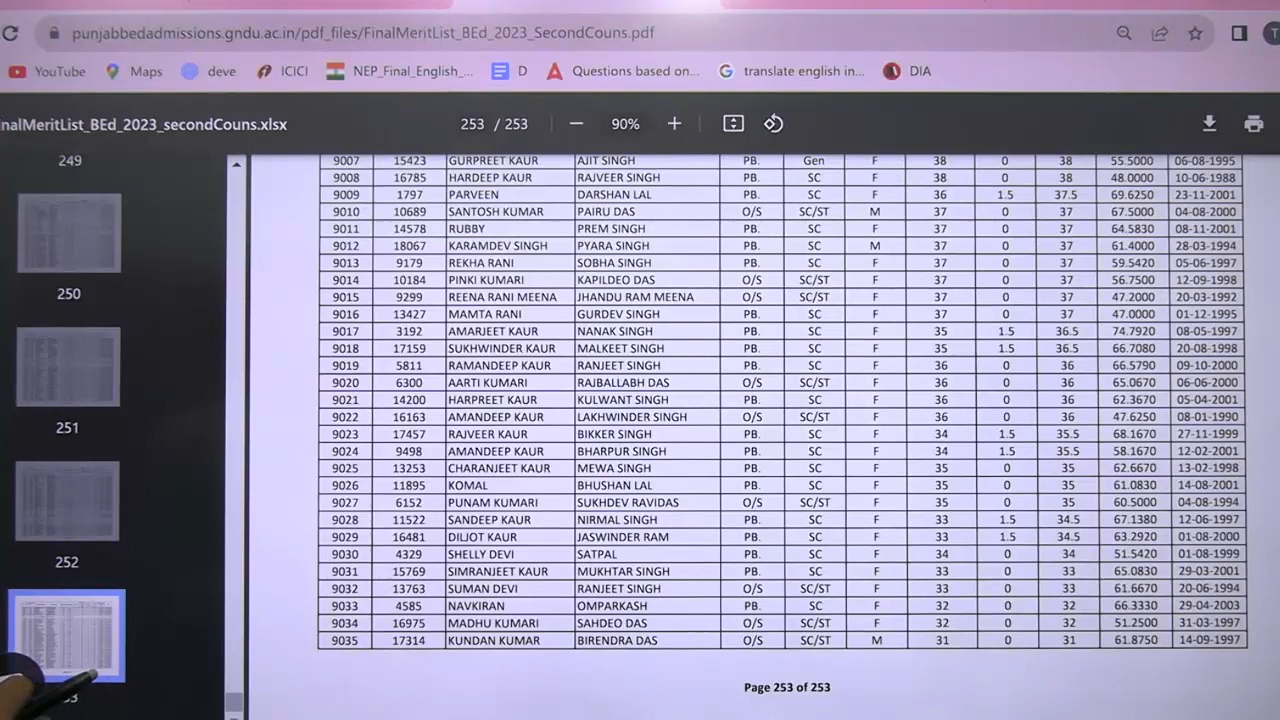 punjabbedadmissions.gndu.ac.in/pdf_files/FinalMeritList_BEd_2023_SecondCouns.pdf
YouTube Maps deve ICICI NEP_Final_English_... D Questions based on... translate english in... DIA
nalMeritList_BEd_2023_secondCouns.xlsx 253 / 253 — 90% +
249
250
251
252
9007 15423 GURPREET KAUR AJIT SINGH PB. Gen F 38 0 38 55.5000 06-08-1995
9008 16785 HARDEEP KAUR RAJVEER SINGH PB. SC F 38 0 38 48.0000 10-06-1988
9009 1797 PARVEEN DARSHAN LAL PB. SC F 36 1.5 37.5 69.6250 23-11-2001
9010 10689 SANTOSH KUMAR PAIRU DAS O/S SC/ST M 37 0 37 67.5000 04-08-2000
9011 14578 RUBBY PREM SINGH PB. SC F 37 0 37 64.5830 08-11-2001
9012 18067 KARAMDEV SINGH PYARA SINGH PB. SC M 37 0 37 61.4000 28-03-1994
9013 9179 REKHA RANI SOBHA SINGH PB. SC F 37 0 37 59.5420 05-06-1997
9014 10184 PINKI KUMARI KAPILDEO DAS O/S SC/ST F 37 0 37 56.7500 12-09-1998
9015 9299 REENA RANI MEENA JHANDU RAM MEENA O/S SC/ST F 37 0 37 47.2000 20-03-1992
9016 13427 MAMTA RANI GURDEV SINGH PB. SC F 37 0 37 47.0000 01-12-1995
9017 3192 AMARJEET KAUR NANAK SINGH PB. SC F 35 1.5 36.5 74.7920 08-05-1997
9018 17159 SUKHWINDER KAUR MALKEET SINGH PB. SC F 35 1.5 36.5 66.7080 20-08-1998
9019 5811 RAMANDEEP KAUR RANJEET SINGH PB. SC F 36 0 36 66.5790 09-10-2000
9020 6300 AARTI KUMARI RAJBALLABH DAS O/S SC/ST F 36 0 36 65.0670 06-06-2000
9021 14200 HARPREET KAUR KULWANT SINGH PB. SC F 36 0 36 62.3670 05-04-2001
9022 16163 AMANDEEP KAUR LAKHWINDER SINGH O/S SC/ST F 36 0 36 47.6250 08-01-1990
9023 17457 RAJVEER KAUR BIKKER SINGH PB. SC F 34 1.5 35.5 68.1670 27-11-1999
9024 9498 AMANDEEP KAUR BHARPUR SINGH PB. SC F 34 1.5 35.5 58.1670 12-02-2001
9025 13253 CHARANJEET KAUR MEWA SINGH PB. SC F 35 0 35 62.6670 13-02-1998
9026 11895 KOMAL BHUSHAN LAL PB. SC F 35 0 35 61.0830 14-08-2001
9027 6152 PUNAM KUMARI SUKHDEV RAVIDAS O/S SC/ST F 35 0 35 60.5000 04-08-1994
9028 11522 SANDEEP KAUR NIRMAL SINGH PB. SC F 33 1.5 34.5 67.1380 12-06-1997
9029 16481 DILJOT KAUR JASWINDER RAM PB. SC F 33 1.5 34.5 63.2920 01-08-2000
9030 4329 SHELLY DEVI SATPAL PB. SC F 34 0 34 51.5420 01-08-1999
9031 15769 SIMRANJEET KAUR MUKHTAR SINGH PB. SC F 33 0 33 65.0830 29-03-2001
9032 13763 SUMAN DEVI RANJEET SINGH O/S SC/ST F 33 0 33 61.6670 20-06-1994
9033 4585 NAVKIRAN OMPARKASH PB. SC F 32 0 32 66.3330 29-04-2003
9034 16975 MADHU KUMARI SAHDEO DAS O/S SC/ST F 32 0 32 51.2500 31-03-1997
9035 17314 KUNDAN KUMAR BIRENDRA DAS O/S SC/ST M 31 0 31 61.8750 14-09-1997
Page 253 of 253